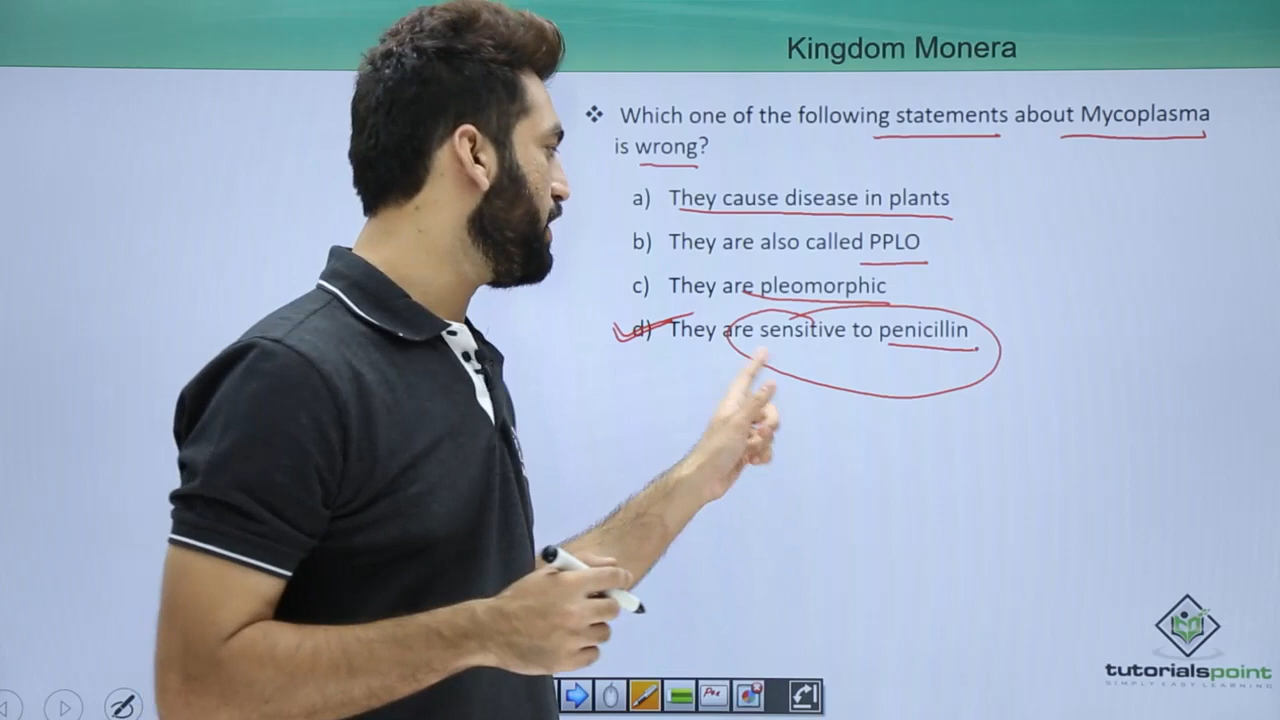 Kingdom Monera
❖ Which one of the following statements about Mycoplasma
is wrong?
a) They cause disease in plants
b) They are also called PPLO
c) They are pleomorphic
d) They are sensitive to penicillin
Pen
tutorialspoint
SIMPLY EASY LEARNING